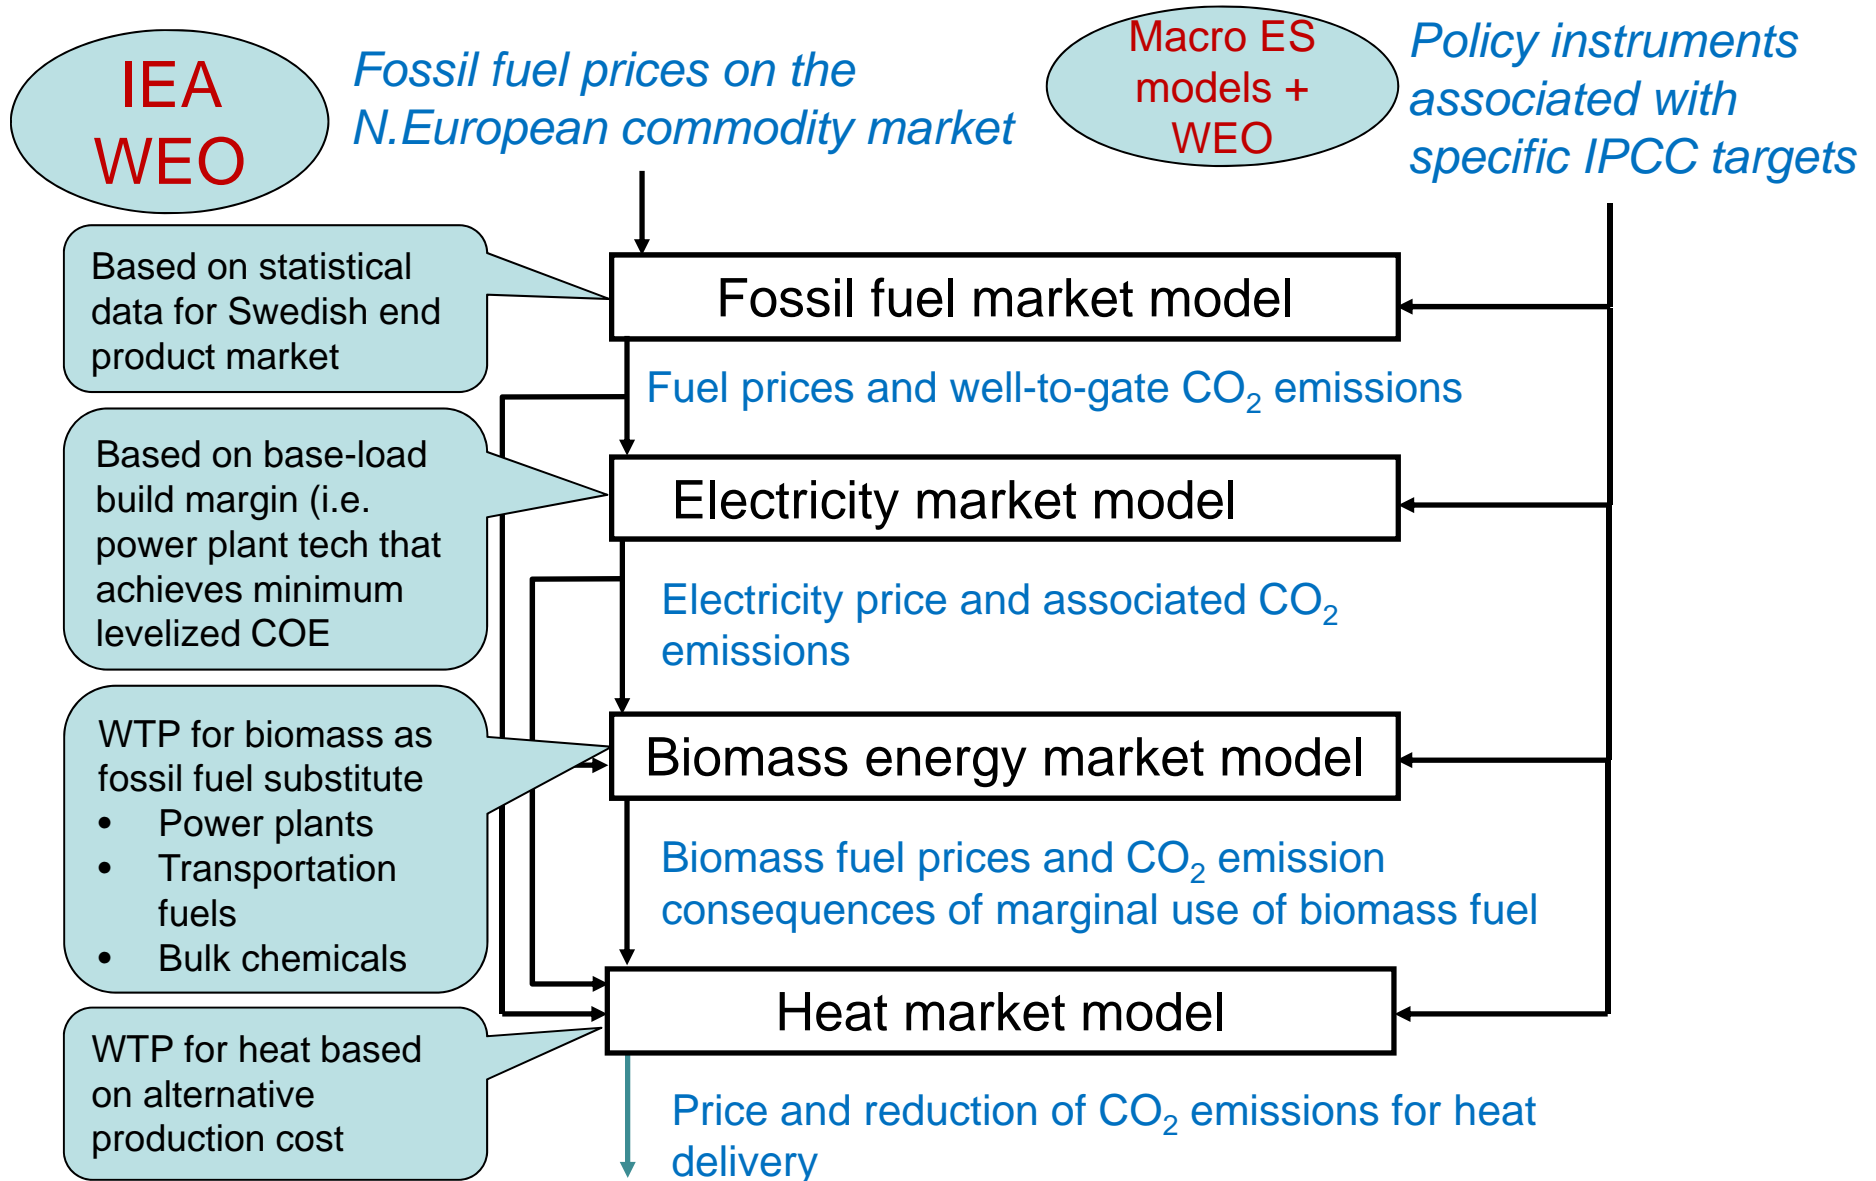 IEA
WEO
Fossil fuel prices on the
N.European commodity market
Macro ES
models +
WEO
Policy instruments
associated with
specific IPCC targets
Based on statistical
data for Swedish end
product market
Fossil fuel market model
Fuel prices and well-to-gate CO₂ emissions
Based on base-load
build margin (i.e.
power plant tech that
achieves minimum
levelized COE
Electricity market model
Electricity price and associated CO₂
emissions
WTP for biomass as
fossil fuel substitute
• Power plants
• Transportation
fuels
• Bulk chemicals
Biomass energy market model
Biomass fuel prices and CO₂ emission
consequences of marginal use of biomass fuel
WTP for heat based
on alternative
production cost
Heat market model
Price and reduction of CO₂ emissions for heat
delivery